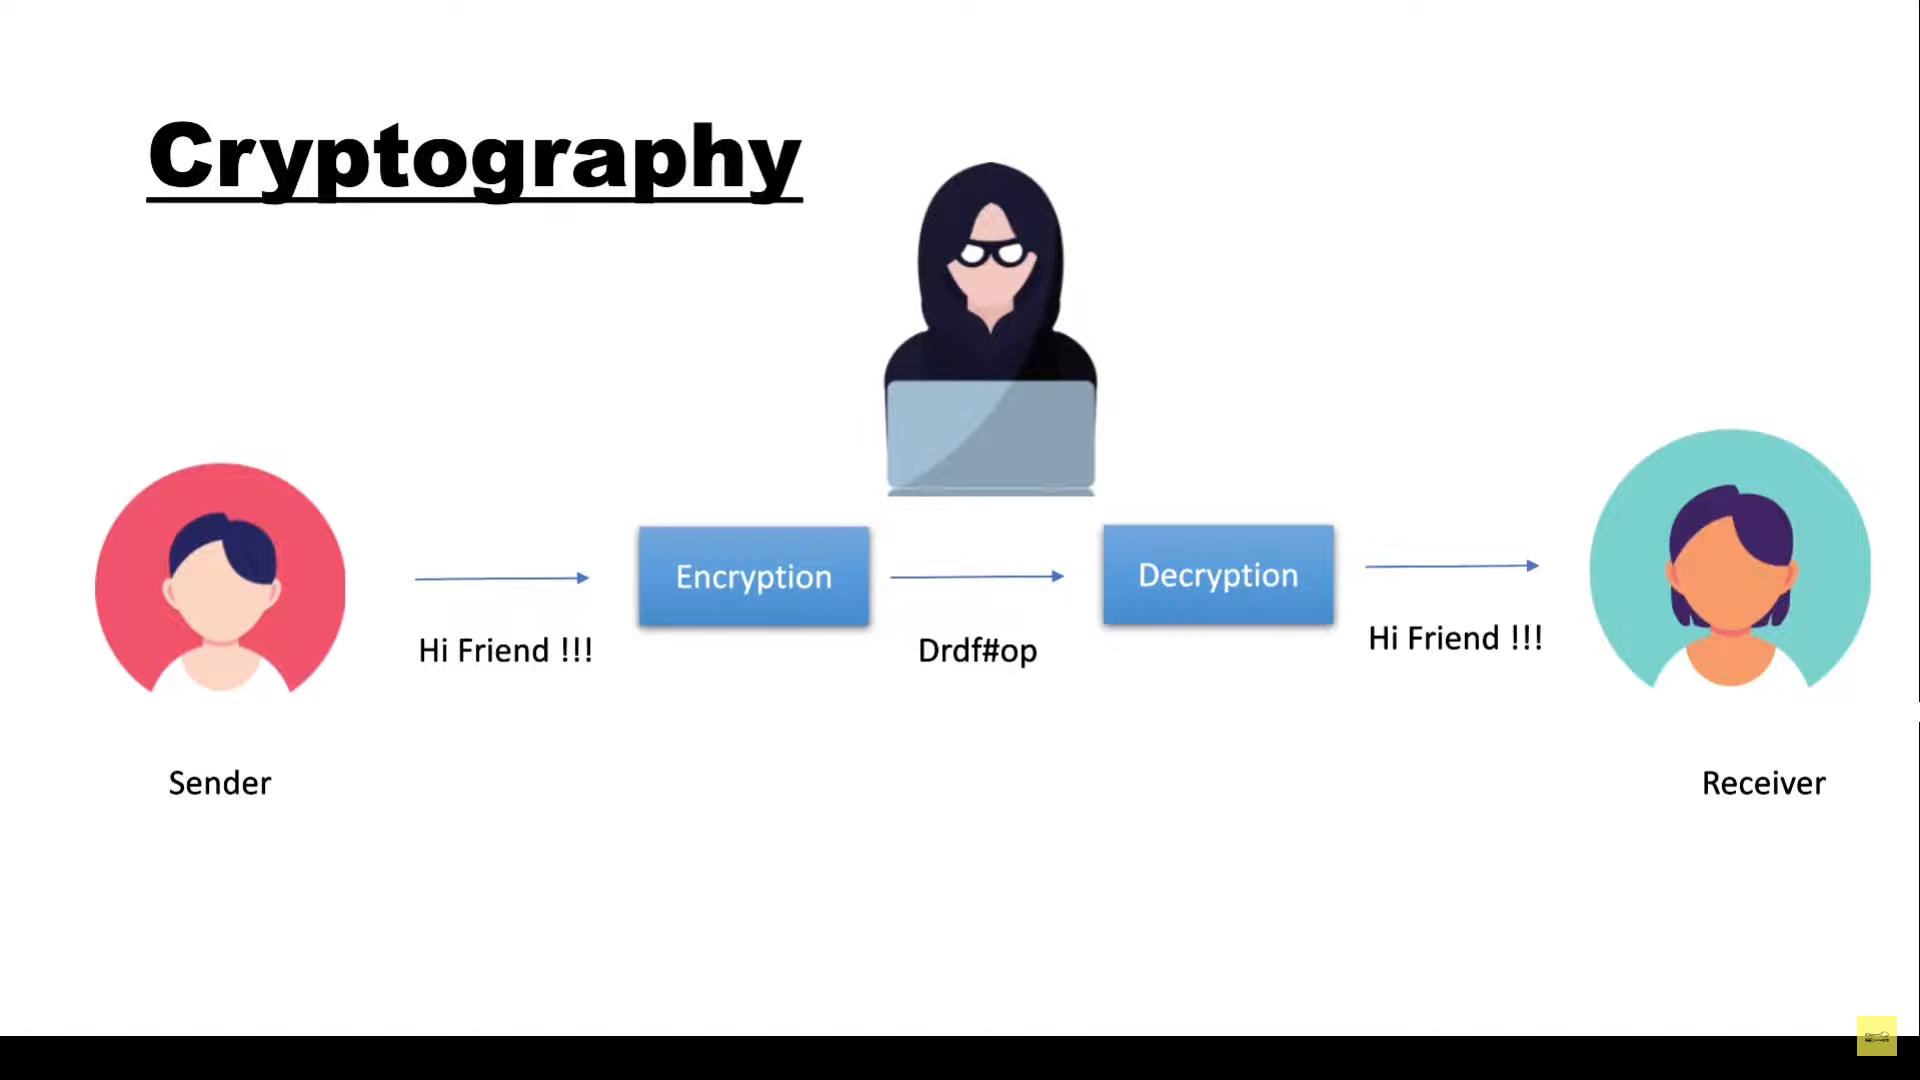 Cryptography
Encryption
Decryption
Hi Friend !!!
Drdf#op
Hi Friend !!!
Sender
Receiver